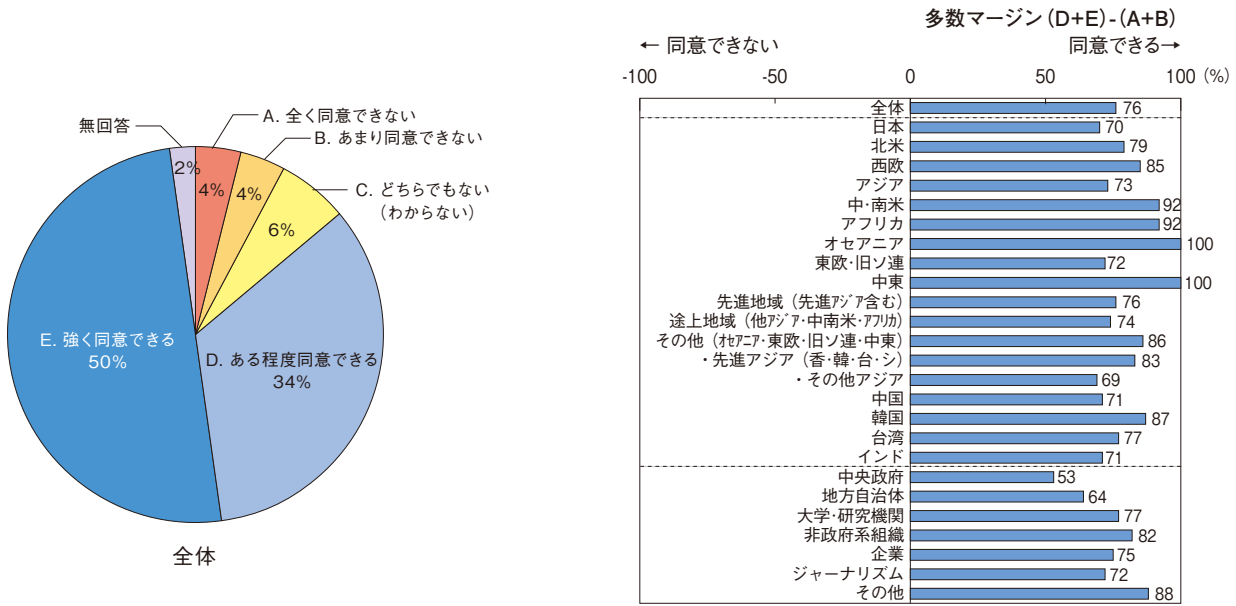 無回答
A. 全く同意できない
B. あまり同意できない
C. どちらでもない
（わからない）
2%
4%
4%
6%
E. 強く同意できる
50%
D. ある程度同意できる
34%
全体
多数マージン（D+E）-（A+B）
← 同意できない 同意できる→
-100 -50 0 50 100 (%)
全体 76
日本 70
北米 79
西欧 85
アジア 73
中・南米 92
アフリカ 92
オセアニア 100
東欧・旧ソ連 72
中東 100
先進地域（先進ｱｼﾞｱ含む） 76
途上地域（他ｱｼﾞｱ・中南米・ｱﾌﾘｶ） 74
その他（ｵｾｱﾆｱ・東欧・旧ソ連・中東） 86
・先進アジア（香・韓・台・シ） 83
・その他アジア 69
中国 71
韓国 87
台湾 77
インド 71
中央政府 53
地方自治体 64
大学・研究機関 77
非政府系組織 82
企業 75
ジャーナリズム 72
その他 88